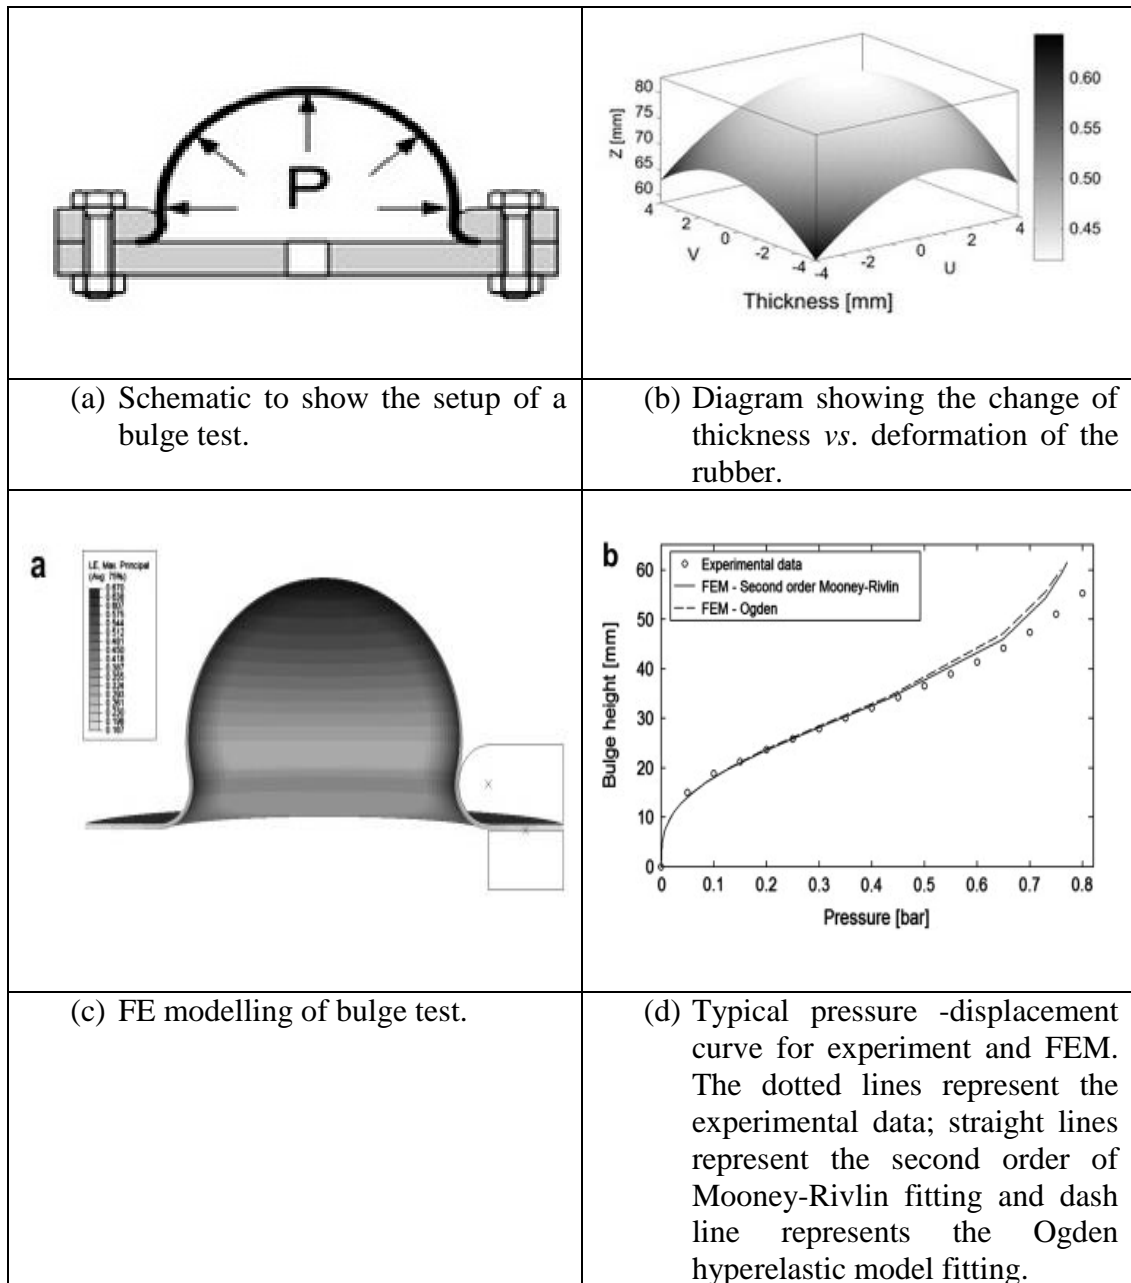 P
80
75
70
65
60
Z [mm]
4
2
0
-2
-4
V
-4
-2
0
2
4
U
0.60
0.55
0.50
0.45
Thickness [mm]
(a) Schematic to show the setup of a
bulge test.
(b) Diagram showing the change of
thickness vs. deformation of the
rubber.
a
LE, Max. Principal
(Avg: 75%)
b
Experimental data
FEM - Second order Mooney-Rivlin
FEM - Ogden
60
50
40
30
20
10
0
Bulge height [mm]
0
0.1
0.2
0.3
0.4
0.5
0.6
0.7
0.8
Pressure [bar]
(c) FE modelling of bulge test.
(d) Typical pressure -displacement
curve for experiment and FEM.
The dotted lines represent the
experimental data; straight lines
represent the second order of
Mooney-Rivlin fitting and dash
line represents the Ogden
hyperelastic model fitting.